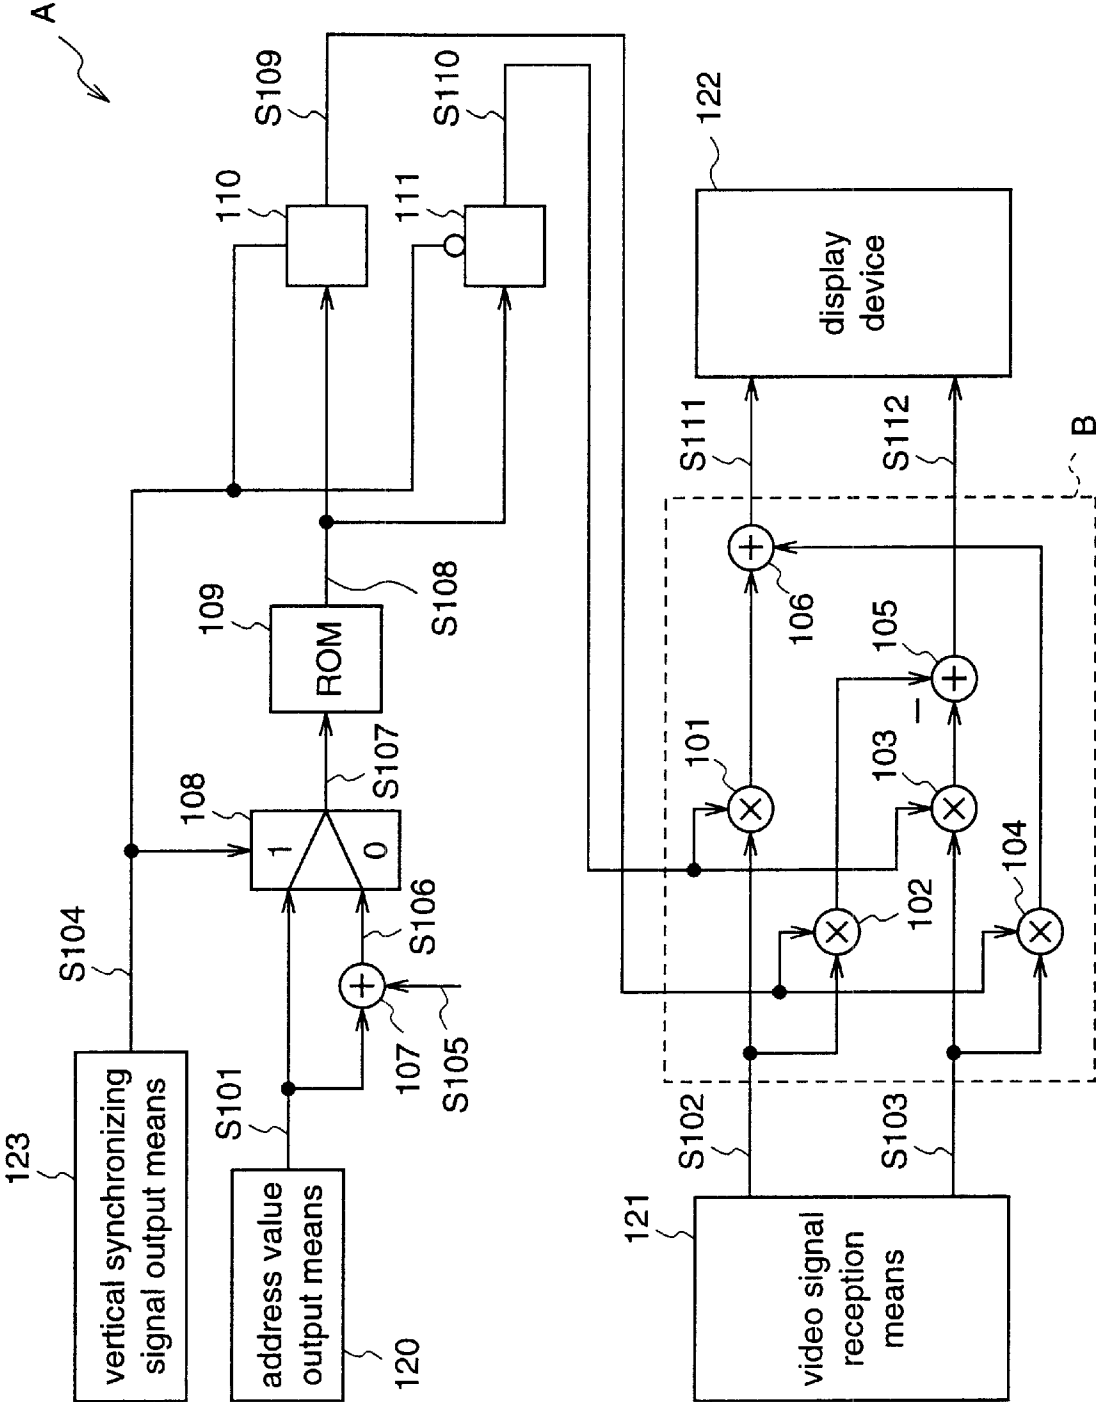 A
123
vertical synchronizing
signal output means
S104
S101
address value
output means
120
107
S105
S106
108
1
0
S107
109
ROM
S108
110
S109
111
S110
121
video signal
reception
means
S102
S103
101
102
103
104
105
106
×
×
×
×
+
+
+
−
S111
S112
B
122
display
device